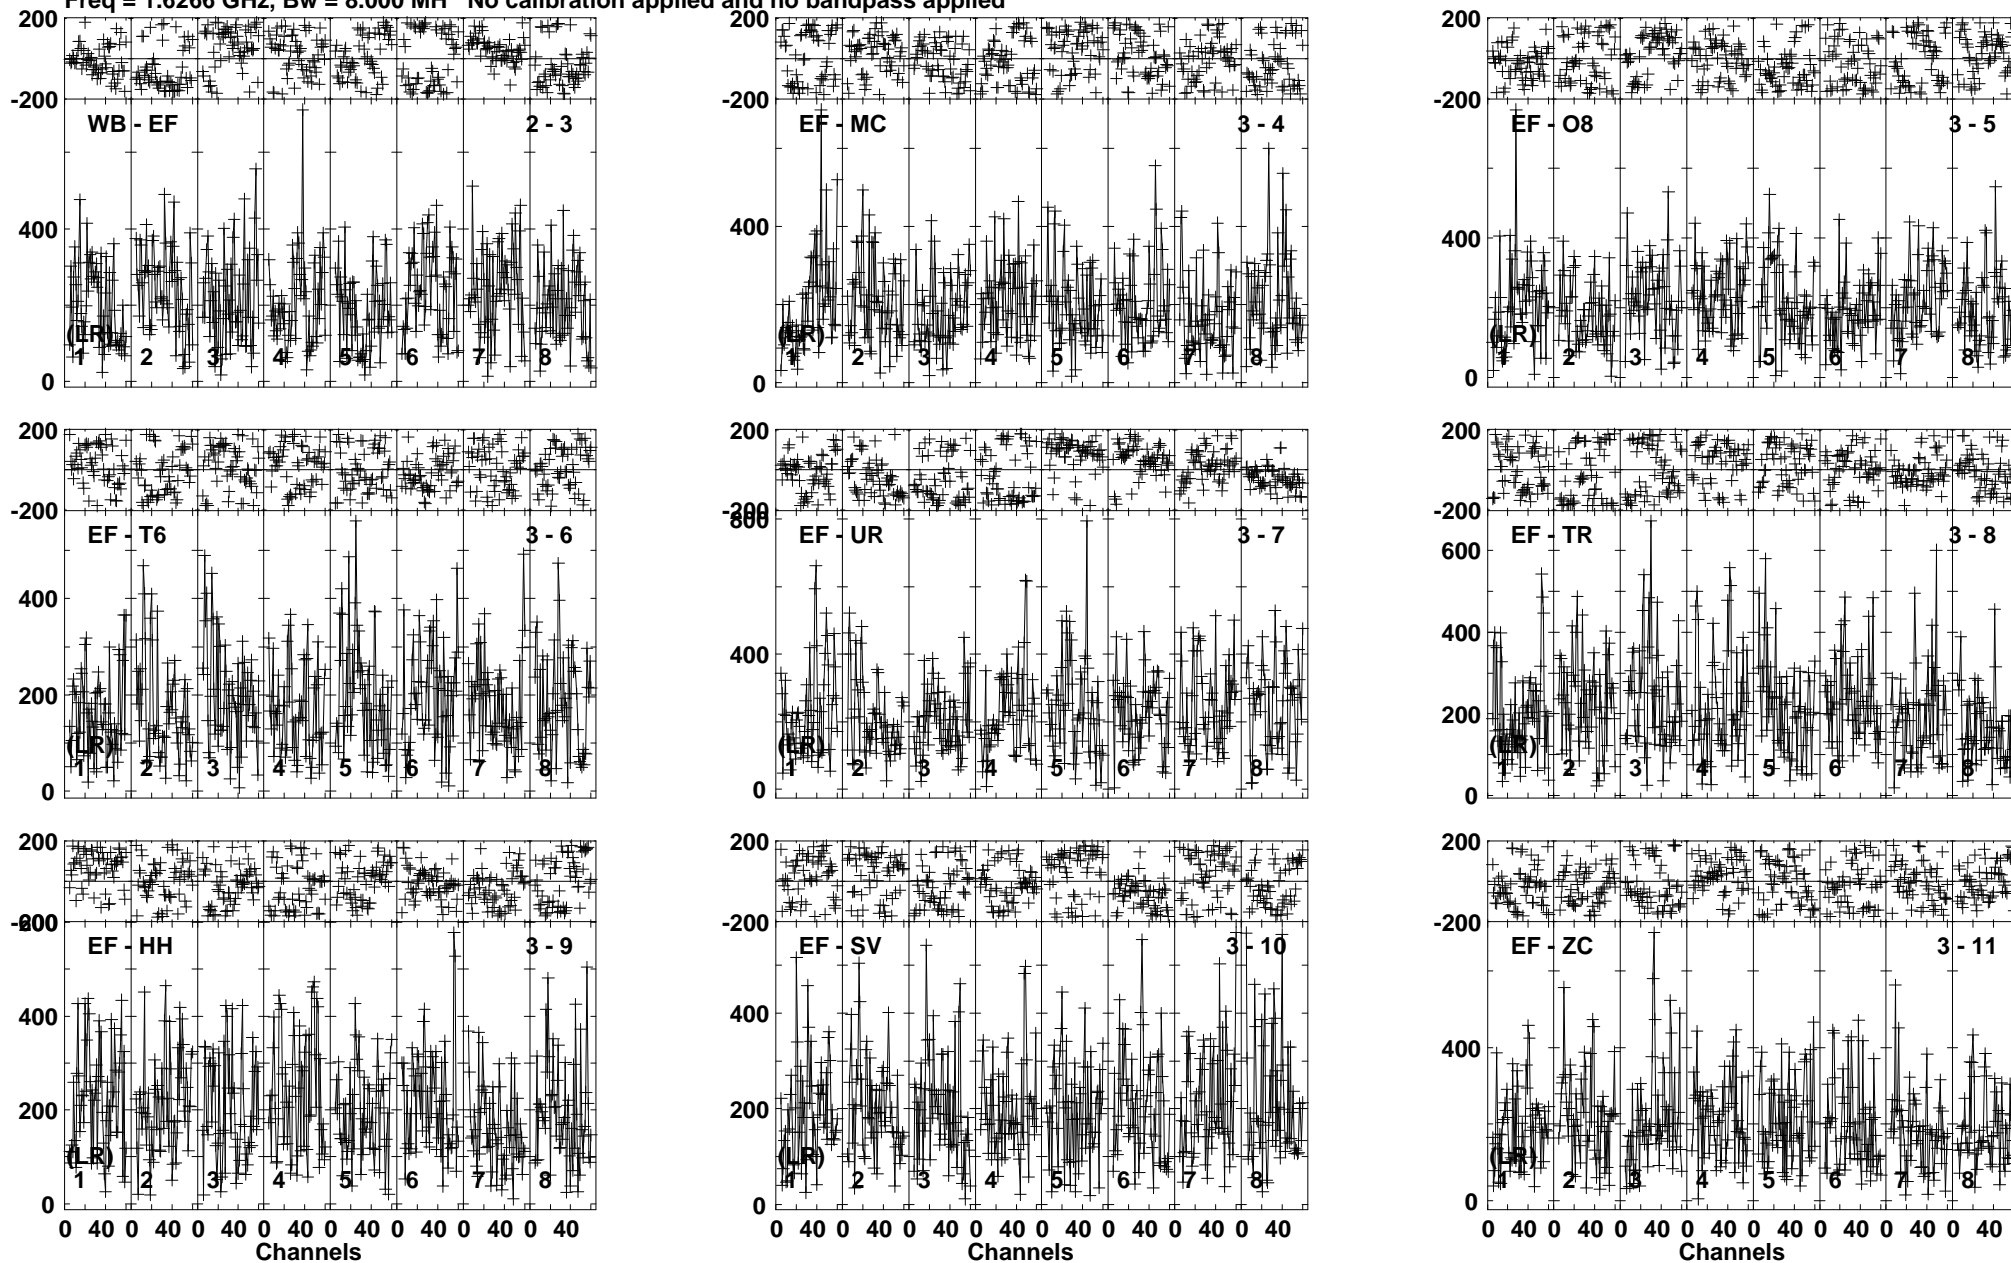 Freq = 1.6266 GHz, Bw = 8.000 MH No calibration applied and no bandpass applied
200 200 200
-200 -200 -200
WB - EF 2 - 3 EF - MC 3 - 4 EF - O8 3 - 5
400 400 400
(LR) (LR) (LR)
1 2 3 4 5 6 7 8 1 2 3 4 5 6 7 8 1 2 3 4 5 6 7 8
0 0 0
200 200 200
-200 -200 -200
800
EF - T6 3 - 6 EF - UR 3 - 7 EF - TR 3 - 8
600
400 400 400
200 200
(LR) (LR) (LR)
1 2 3 4 5 6 7 8 1 2 3 4 5 6 7 8 1 2 3 4 5 6 7 8
0 0 0
200 200 200
-200 -200
600
EF - HH 3 - 9 EF - SV 3 - 10 EF - ZC 3 - 11
400 400 400
200 200
(LR) (LR) (LR)
1 2 3 4 5 6 7 8 1 2 3 4 5 6 7 8 1 2 3 4 5 6 7 8
0 0 0
0 40 0 40 0 40 0 40 0 40 0 40 0 40 0 40 0 40 0 40 0 40 0 40 0 40 0 40 0 40 0 40 0 40 0 40 0 40 0 40 0 40 0 40 0 40 0 40
Channels Channels Channels